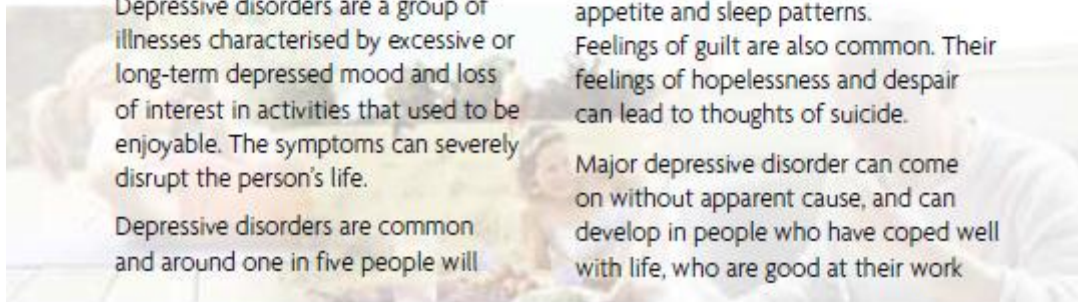 Depressive disorders are a group of
illnesses characterised by excessive or
long-term depressed mood and loss
of interest in activities that used to be
enjoyable. The symptoms can severely
disrupt the person's life.
Depressive disorders are common
and around one in five people will
appetite and sleep patterns.
Feelings of guilt are also common. Their
feelings of hopelessness and despair
can lead to thoughts of suicide.
Major depressive disorder can come
on without apparent cause, and can
develop in people who have coped well
with life, who are good at their work